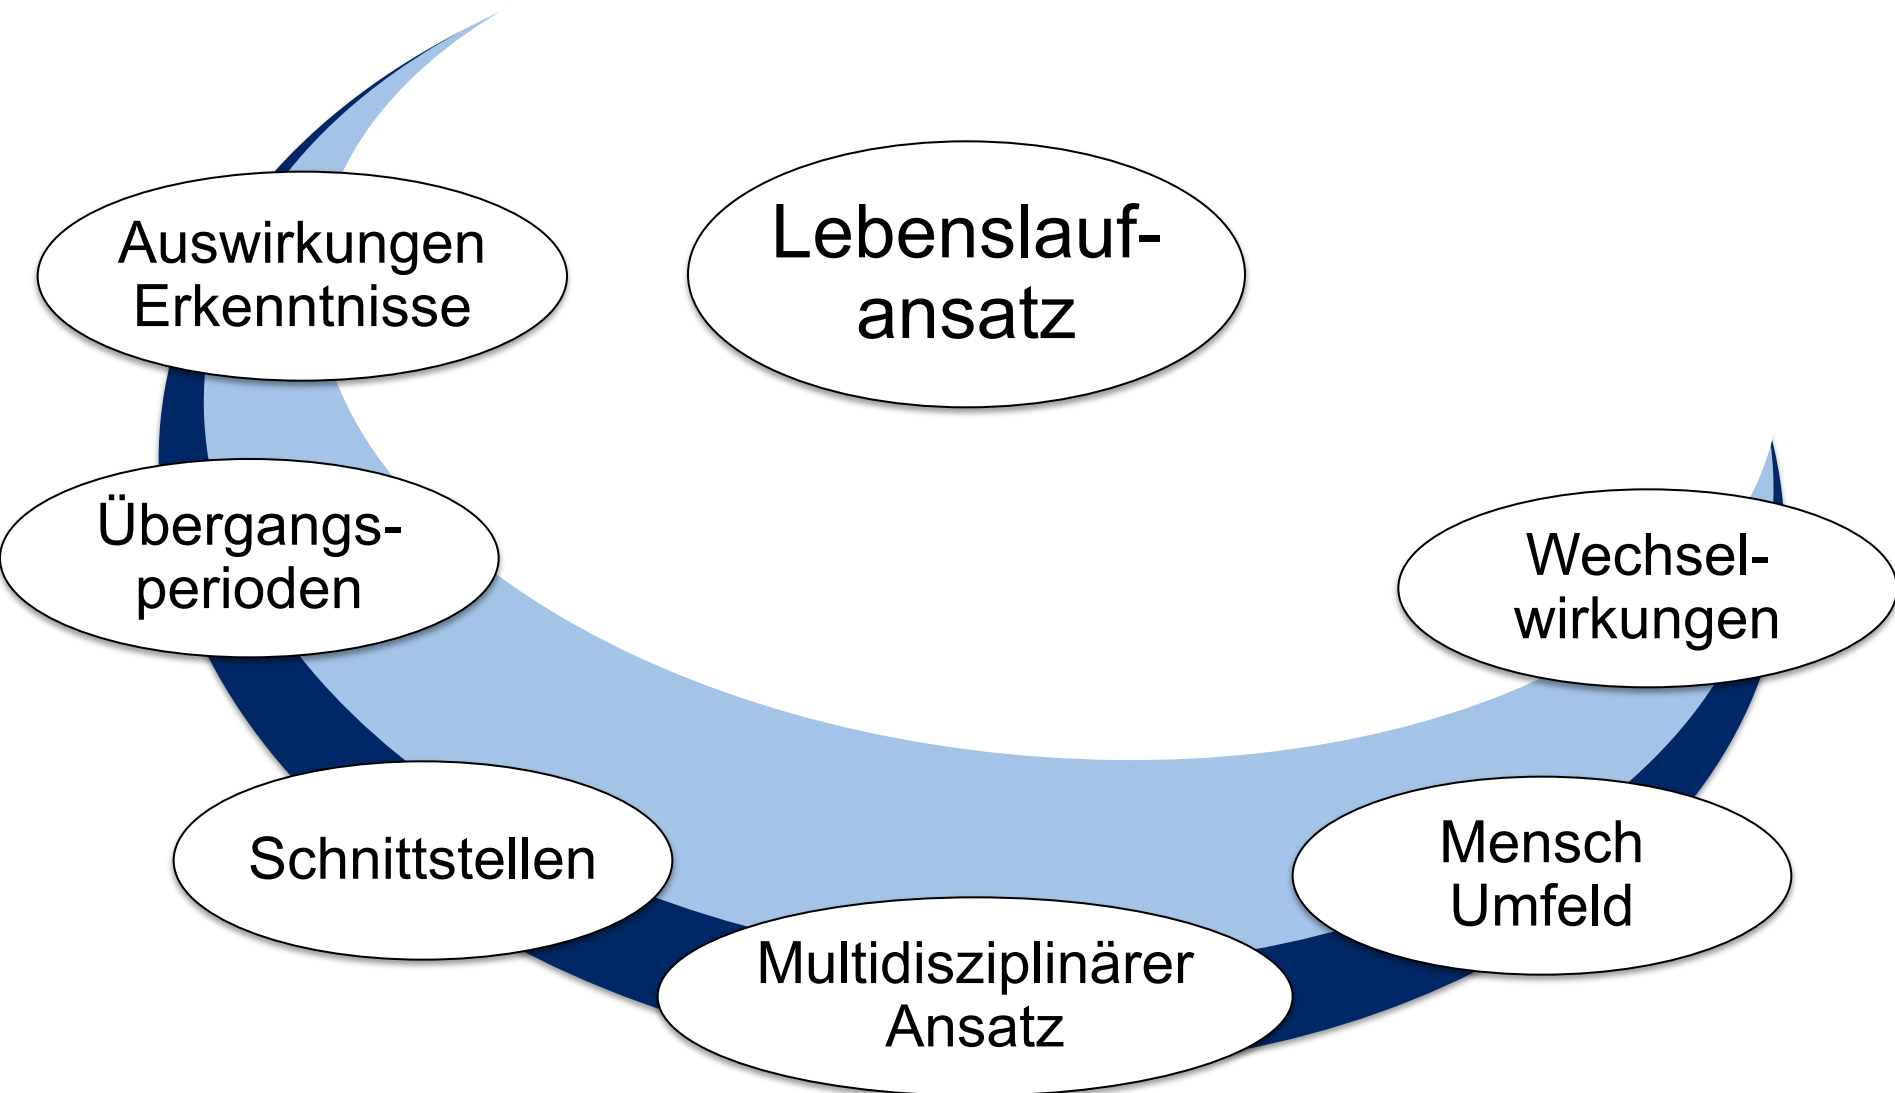 Lebenslauf-
ansatz
Auswirkungen
Erkenntnisse
Übergangs-
perioden
Schnittstellen
Multidisziplinärer
Ansatz
Mensch
Umfeld
Wechsel-
wirkungen